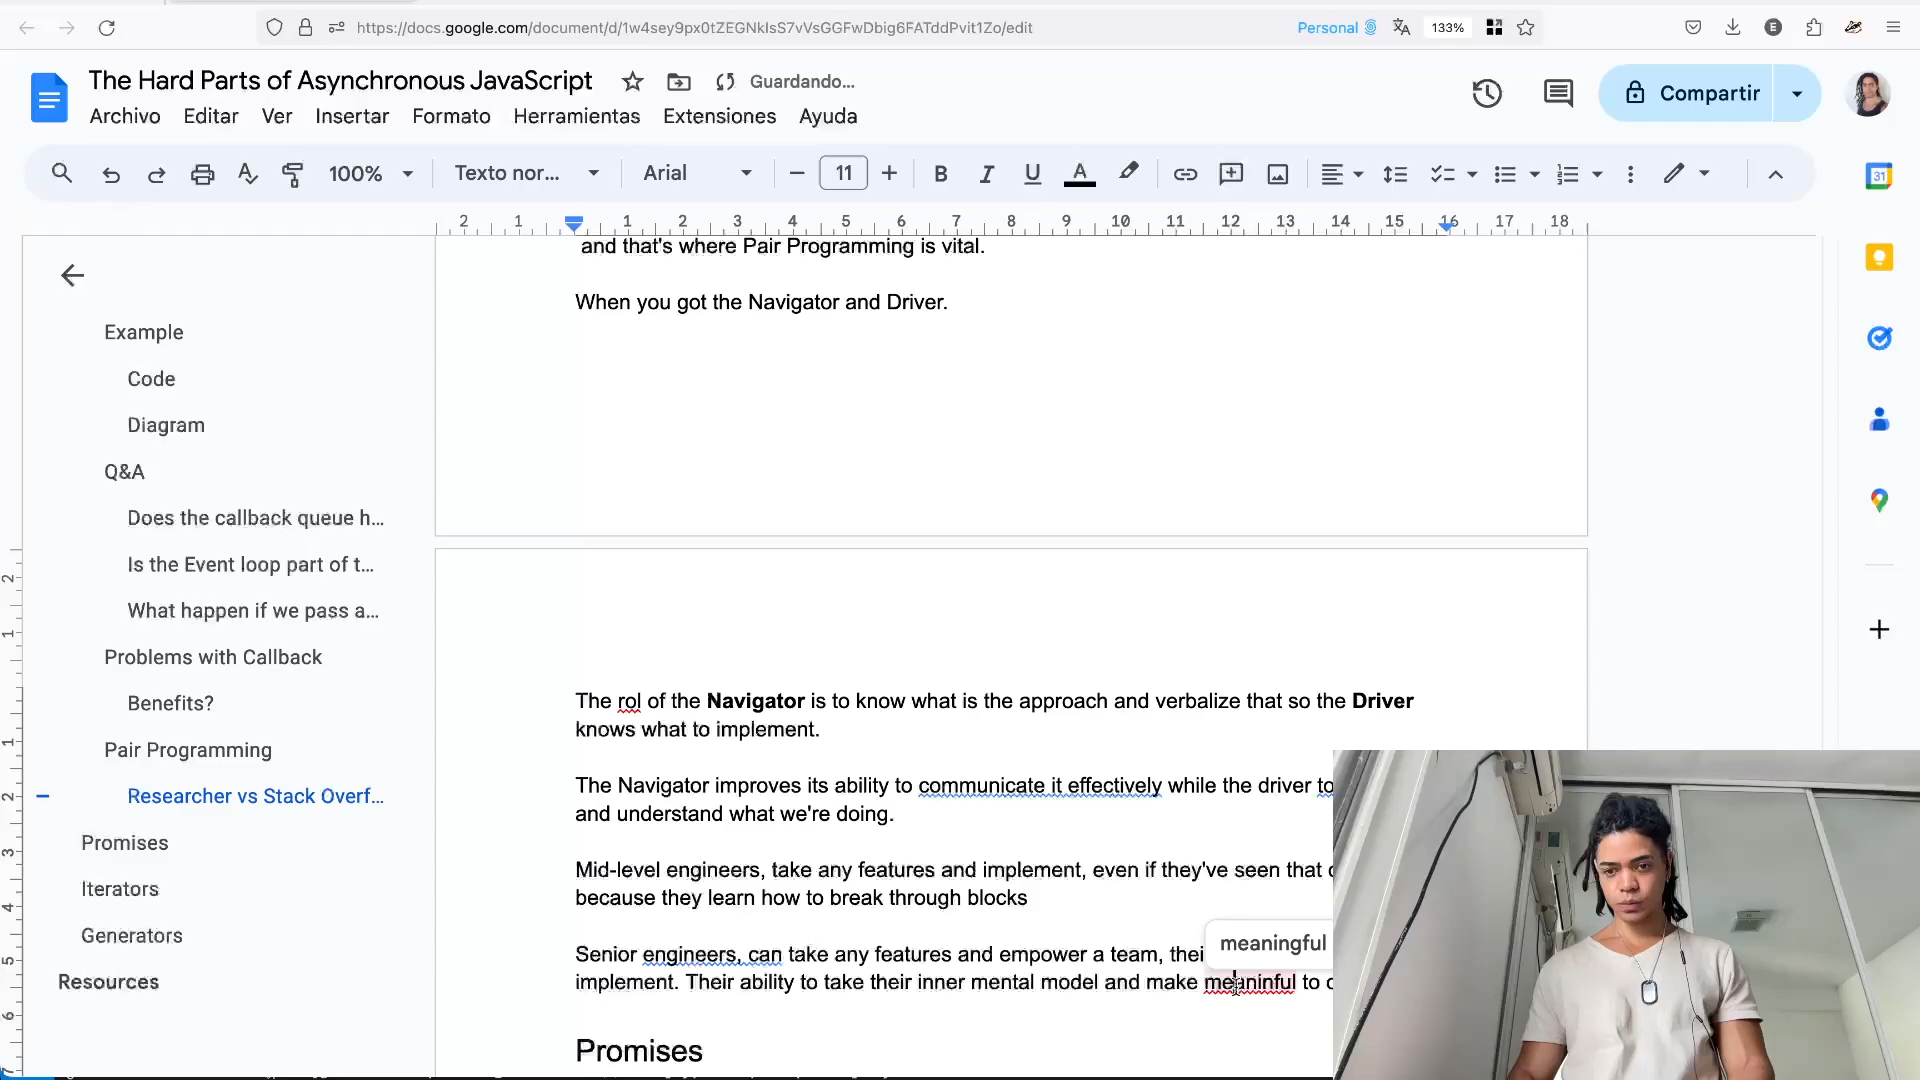 https://docs.google.com/document/d/1w4sey9px0tZEGNkIsS7vVsGGFwDbig6FATddPvit1Zo/edit
Personal
133%
The Hard Parts of Asynchronous JavaScript
Guardando...
Archivo Editar Ver Insertar Formato Herramientas Extensiones Ayuda
Compartir
100%
Texto nor...
Arial
11
31
2 1 1 2 3 4 5 6 7 8 9 10 11 12 13 14 15 16 17 18
Example
Code
Diagram
Q&A
Does the callback queue h...
Is the Event loop part of t...
What happen if we pass a...
Problems with Callback
Benefits?
Pair Programming
Researcher vs Stack Overf...
Promises
Iterators
Generators
Resources
2
1
1
2
3
4
5
6
and that's where Pair Programming is vital.
When you got the Navigator and Driver.
The rol of the Navigator is to know what is the approach and verbalize that so the Driver
knows what to implement.
The Navigator improves its ability to communicate it effectively while the driver to
and understand what we're doing.
Mid-level engineers, take any features and implement, even if they've seen that
because they learn how to break through blocks
meaningful
Senior engineers, can take any features and empower a team, thei
implement. Their ability to take their inner mental model and make meaninful to
Promises